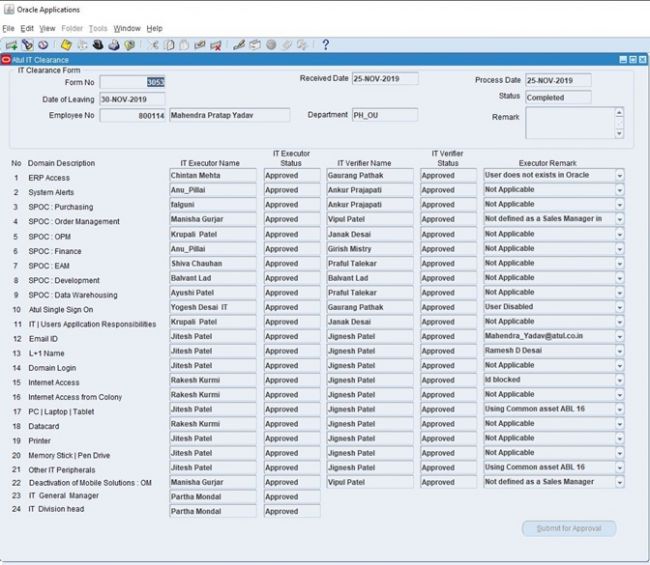 Oracle Applications
File Edit View Folder Tools Window Help
Atul IT Clearance
IT Clearance Form
Form No 3053 Received Date 25-NOV-2019 Process Date 25-NOV-2019
Date of Leaving 30-NOV-2019 Status Completed
Employee No 800114 Mahendra Pratap Yadav Department PH_OU Remark
No Domain Description IT Executor Name IT Executor Status IT Verifier Name IT Verifier Status Executor Remark
1 ERP Access Chintan Mehta Approved Gaurang Pathak Approved User does not exists in Oracle
2 System Alerts Anu_Pillai Approved Ankur Prajapati Approved Not Applicable
3 SPOC : Purchasing falguni Approved Ankur Prajapati Approved Not Applicable
4 SPOC : Order Management Manisha Gurjar Approved Vipul Patel Approved Not defined as a Sales Manager in
5 SPOC : OPM Krupali Patel Approved Janak Desai Approved Not Applicable
6 SPOC : Finance Anu_Pillai Approved Girish Mistry Approved Not Applicable
7 SPOC : EAM Shiva Chauhan Approved Praful Talekar Approved Not Applicable
8 SPOC : Development Balvant Lad Approved Balvant Lad Approved Not Applicable
9 SPOC : Data Warehousing Ayushi Patel Approved Praful Talekar Approved Not Applicable
10 Atul Single Sign On Yogesh Desai IT Approved Gaurang Pathak Approved User Disabled
11 IT | Users Application Responsibilities Krupali Patel Approved Janak Desai Approved Not Applicable
12 Email ID Jitesh Patel Approved Jignesh Patel Approved Mahendra_Yadav@atul.co.in
13 L+1 Name Jitesh Patel Approved Jignesh Patel Approved Ramesh D Desai
14 Domain Login Jitesh Patel Approved Jignesh Patel Approved Not Applicable
15 Internet Access Rakesh Kurmi Approved Jignesh Patel Approved Id blocked
16 Internet Access from Colony Rakesh Kurmi Approved Jignesh Patel Approved Not Applicable
17 PC | Laptop | Tablet Jitesh Patel Approved Jignesh Patel Approved Using Common asset ABL 16
18 Datacard Rakesh Kurmi Approved Jignesh Patel Approved Not Applicable
19 Printer Jitesh Patel Approved Jignesh Patel Approved Not Applicable
20 Memory Stick | Pen Drive Jitesh Patel Approved Jignesh Patel Approved Not Applicable
21 Other IT Peripherals Jitesh Patel Approved Jignesh Patel Approved Using Common asset ABL 16
22 Deactivation of Mobile Solutions : OM Manisha Gurjar Approved Vipul Patel Approved Not defined as a Sales Manager
23 IT General Manager Partha Mondal Approved
24 IT Division head Partha Mondal Approved
Submit for Approval